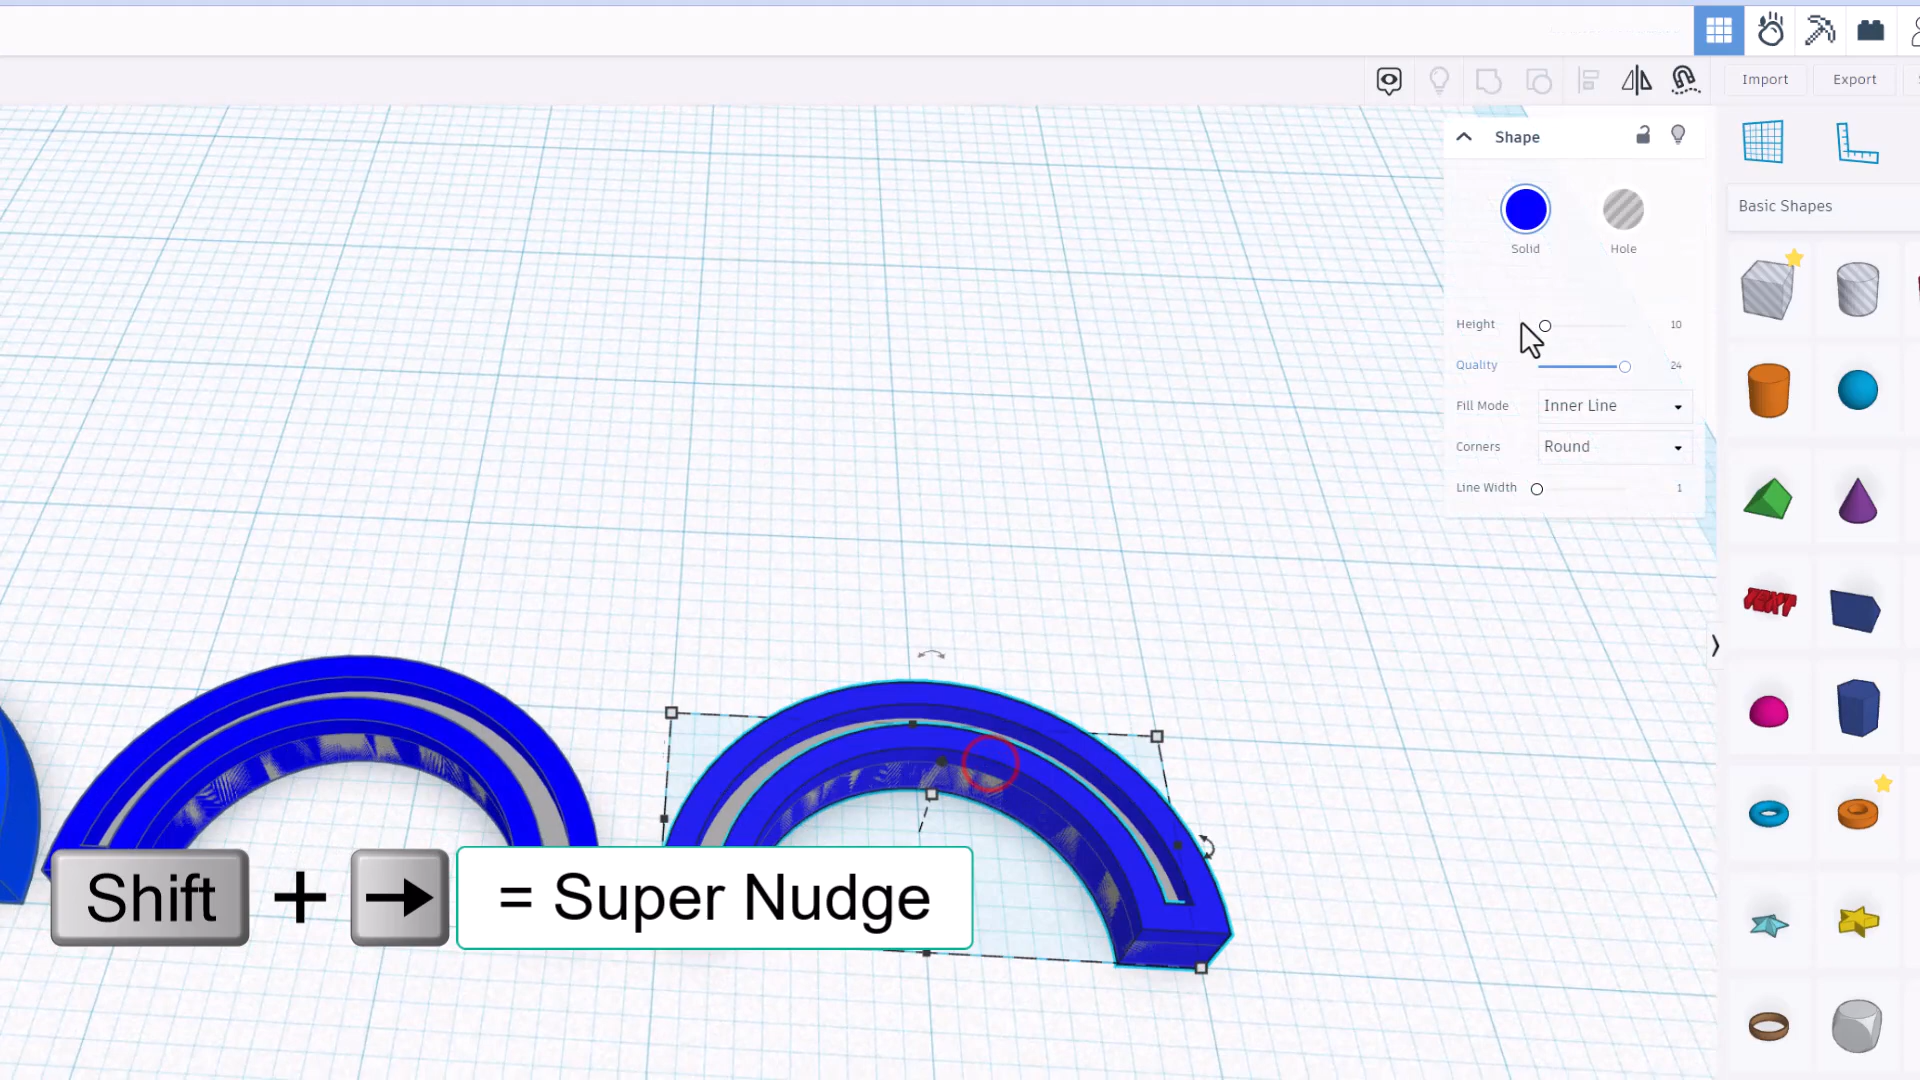 Import
Export
Shape
Basic Shapes
Solid
Hole
Height
10
Quality
24
Fill Mode
Inner Line
Corners
Round
Line Width
1
TEXT
Shift + → = Super Nudge